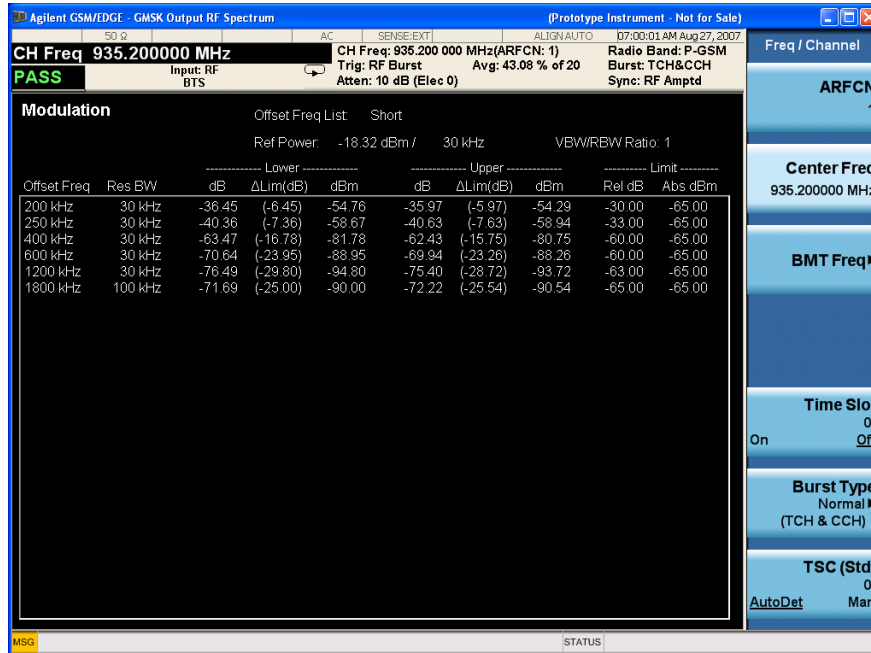 Agilent GSM/EDGE - GMSK Output RF Spectrum (Prototype Instrument - Not for Sale)
50 Ω AC SENSE:EXT ALIGN AUTO 07:00:01 AM Aug 27, 2007
CH Freq 935.200000 MHz
CH Freq: 935.200 000 MHz(ARFCN: 1) Radio Band: P-GSM
Input: RF Trig: RF Burst Avg: 43.08 % of 20 Burst: TCH&CCH
PASS BTS Atten: 10 dB (Elec 0) Sync: RF Amptd
Modulation
Offset Freq List: Short
Ref Power: -18.32 dBm / 30 kHz VBW/RBW Ratio: 1
------------- Lower ------------- ------------- Upper ------------- ---------- Limit ---------
Offset Freq Res BW dB ΔLim(dB) dBm dB ΔLim(dB) dBm Rel dB Abs dBm
200 kHz 30 kHz -36.45 (-6.45) -54.76 -35.97 (-5.97) -54.29 -30.00 -65.00
250 kHz 30 kHz -40.36 (-7.36) -58.67 -40.63 (-7.63) -58.94 -33.00 -65.00
400 kHz 30 kHz -63.47 (-16.78) -81.78 -62.43 (-15.75) -80.75 -60.00 -65.00
600 kHz 30 kHz -70.64 (-23.95) -88.95 -69.94 (-23.26) -88.26 -60.00 -65.00
1200 kHz 30 kHz -76.49 (-29.80) -94.80 -75.40 (-28.72) -93.72 -63.00 -65.00
1800 kHz 100 kHz -71.69 (-25.00) -90.00 -72.22 (-25.54) -90.54 -65.00 -65.00
Freq / Channel
ARFCN
Center Freq
935.200000 MHz
BMT Freq
Time Slo
0
On Of
Burst Type
Normal
(TCH & CCH)
TSC (Std
0
AutoDet Man
MSG STATUS